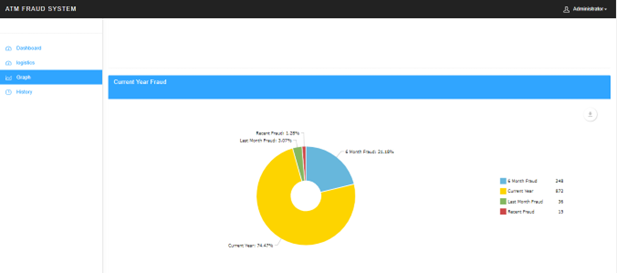 ATM FRAUD SYSTEM
Administrator
Dashboard
logistics
Graph
History
Current Year Fraud
Recent Fraud: 1.28%
Last Month Fraud: 3.07%
6 Month Fraud: 21.18%
Current Year: 74.47%
6 Month Fraud 248
Current Year 872
Last Month Fraud 36
Recent Fraud 15